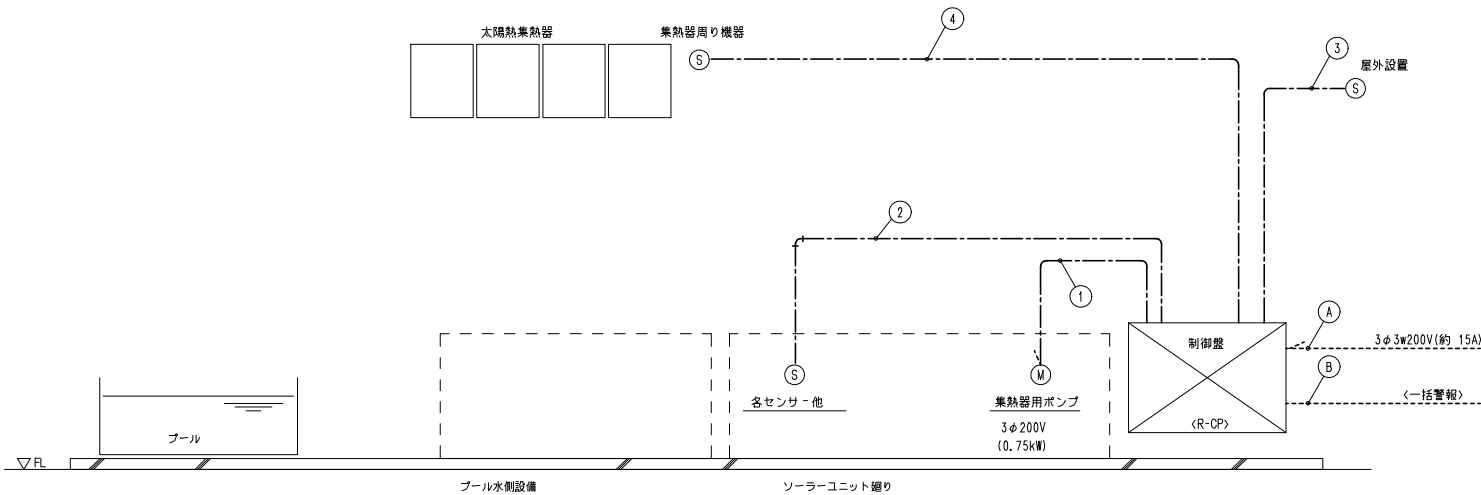 太陽熱集熱器
集熱器周り機器
4
3
屋外設置
S
S
2
1
A
3φ3w200V(約 15A)
制御盤
B
S
M
〈一括警報〉
各センサー他
集熱器用ポンプ
〈R-CP〉
3φ200V
(0.75kW)
プール
FL
プール水側設備
ソーラーユニット廻り